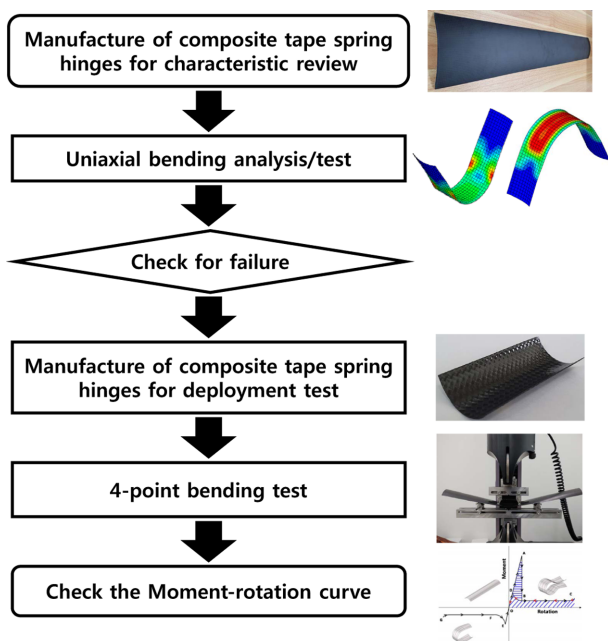 Manufacture of composite tape spring
hinges for characteristic review
Uniaxial bending analysis/test
Check for failure
Manufacture of composite tape spring
hinges for deployment test
4-point bending test
Check the Moment-rotation curve
Moment
A
Rotation